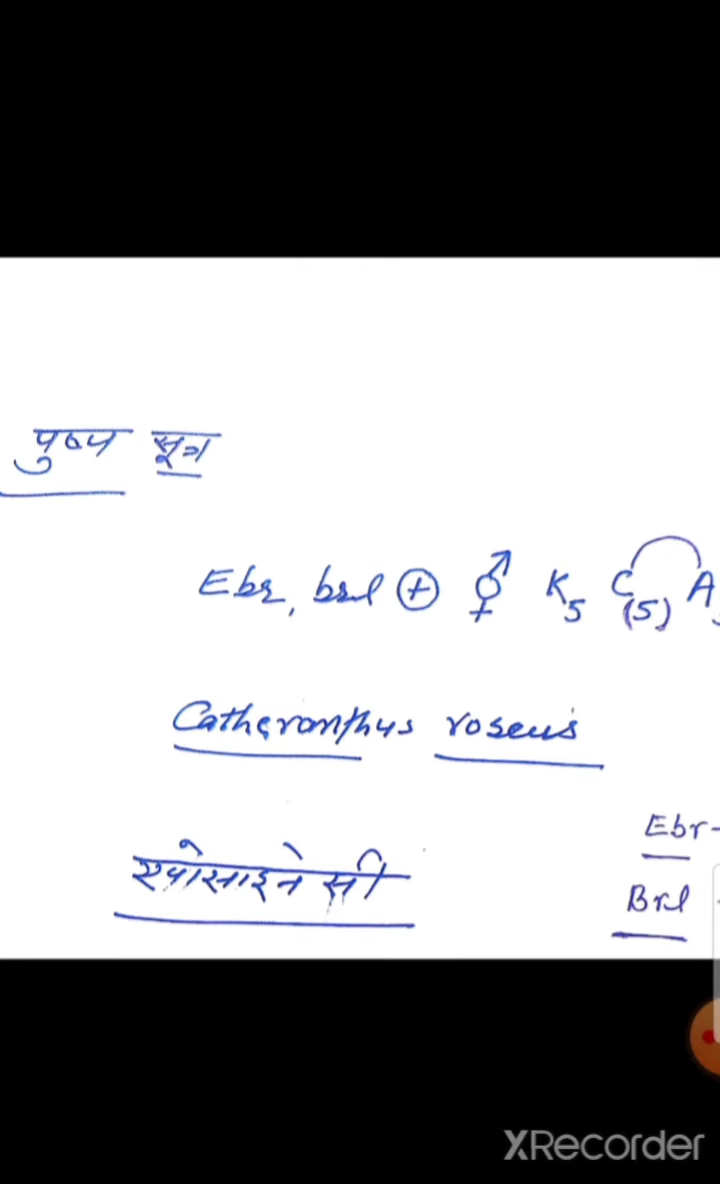 पुष्प सूत्र
Ebr, brl ⊕ ⚥ K5 C(5) A
Catheranthus roseus
एपोसाइनेसी
Ebr-
Brl
XRecorder